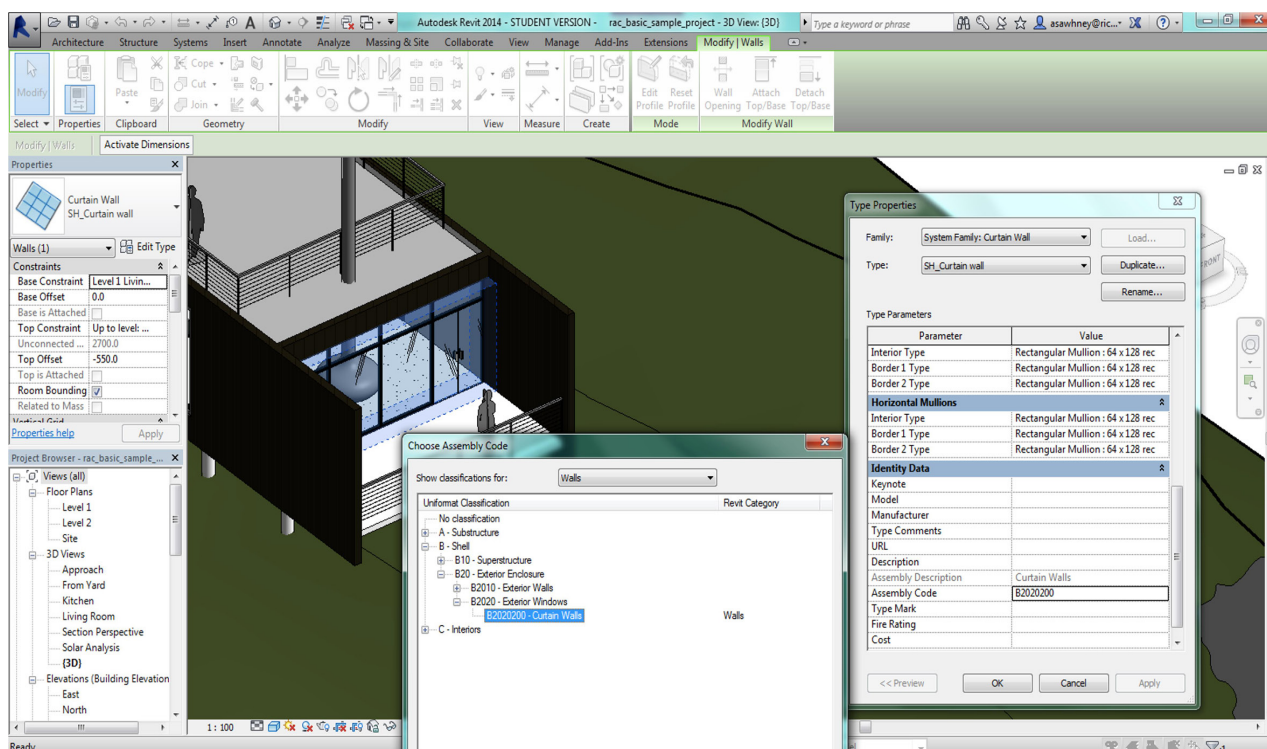 Autodesk Revit 2014 - STUDENT VERSION - rac_basic_sample_project - 3D View: {3D}
Type a keyword or phrase
asawhney@ric...
Architecture Structure Systems Insert Annotate Analyze Massing & Site Collaborate View Manage Add-Ins Extensions Modify | Walls
Modify
Paste
Cope
Cut
Join
Edit Profile
Reset Profile
Wall Opening
Attach Top/Base
Detach Top/Base
Select Properties Clipboard Geometry Modify View Measure Create Mode Modify Wall
Modify | Walls Activate Dimensions
Properties
Curtain Wall
SH_Curtain wall
Walls (1) Edit Type
Constraints
Base Constraint Level 1 Livin...
Base Offset 0.0
Base is Attached
Top Constraint Up to level: ...
Unconnected ... 2700.0
Top Offset -550.0
Top is Attached
Room Bounding
Related to Mass
Vertical Grid
Properties help Apply
Project Browser - rac_basic_sample_...
Views (all)
Floor Plans
Level 1
Level 2
Site
3D Views
Approach
From Yard
Kitchen
Living Room
Section Perspective
Solar Analysis
{3D}
Elevations (Building Elevation
East
North
1 : 100
Ready
Choose Assembly Code
Show classifications for: Walls
Uniformat Classification Revit Category
No classification
A - Substructure
B - Shell
B10 - Superstructure
B20 - Exterior Enclosure
B2010 - Exterior Walls
B2020 - Exterior Windows
B2020200 - Curtain Walls Walls
C - Interiors
Type Properties
Family: System Family: Curtain Wall Load...
Type: SH_Curtain wall Duplicate...
Rename...
Type Parameters
Parameter Value
Interior Type Rectangular Mullion : 64 x 128 rec
Border 1 Type Rectangular Mullion : 64 x 128 rec
Border 2 Type Rectangular Mullion : 64 x 128 rec
Horizontal Mullions
Interior Type Rectangular Mullion : 64 x 128 rec
Border 1 Type Rectangular Mullion : 64 x 128 rec
Border 2 Type Rectangular Mullion : 64 x 128 rec
Identity Data
Keynote
Model
Manufacturer
Type Comments
URL
Description
Assembly Description Curtain Walls
Assembly Code B2020200
Type Mark
Fire Rating
Cost
<< Preview OK Cancel Apply